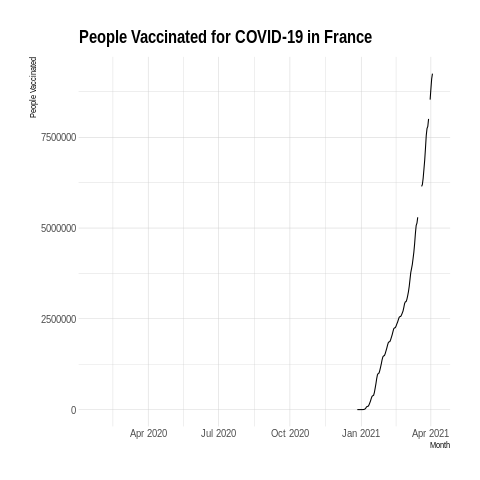 People Vaccinated for COVID-19 in France
People Vaccinated
7500000
5000000
2500000
0
Apr 2020 Jul 2020 Oct 2020 Jan 2021 Apr 2021
Month